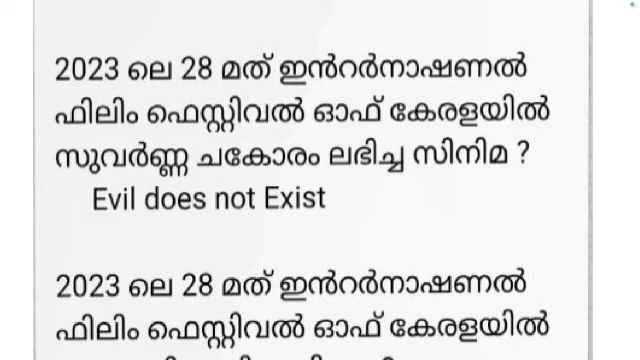 2023 ലെ 28 മത് ഇൻറർനാഷണൽ
ഫിലിം ഫെസ്റ്റിവൽ ഓഫ് കേരളയിൽ
സുവർണ്ണ ചകോരം ലഭിച്ച സിനിമ ?
Evil does not Exist
2023 ലെ 28 മത് ഇൻറർനാഷണൽ
ഫിലിം ഫെസ്റ്റിവൽ ഓഫ് കേരളയിൽ